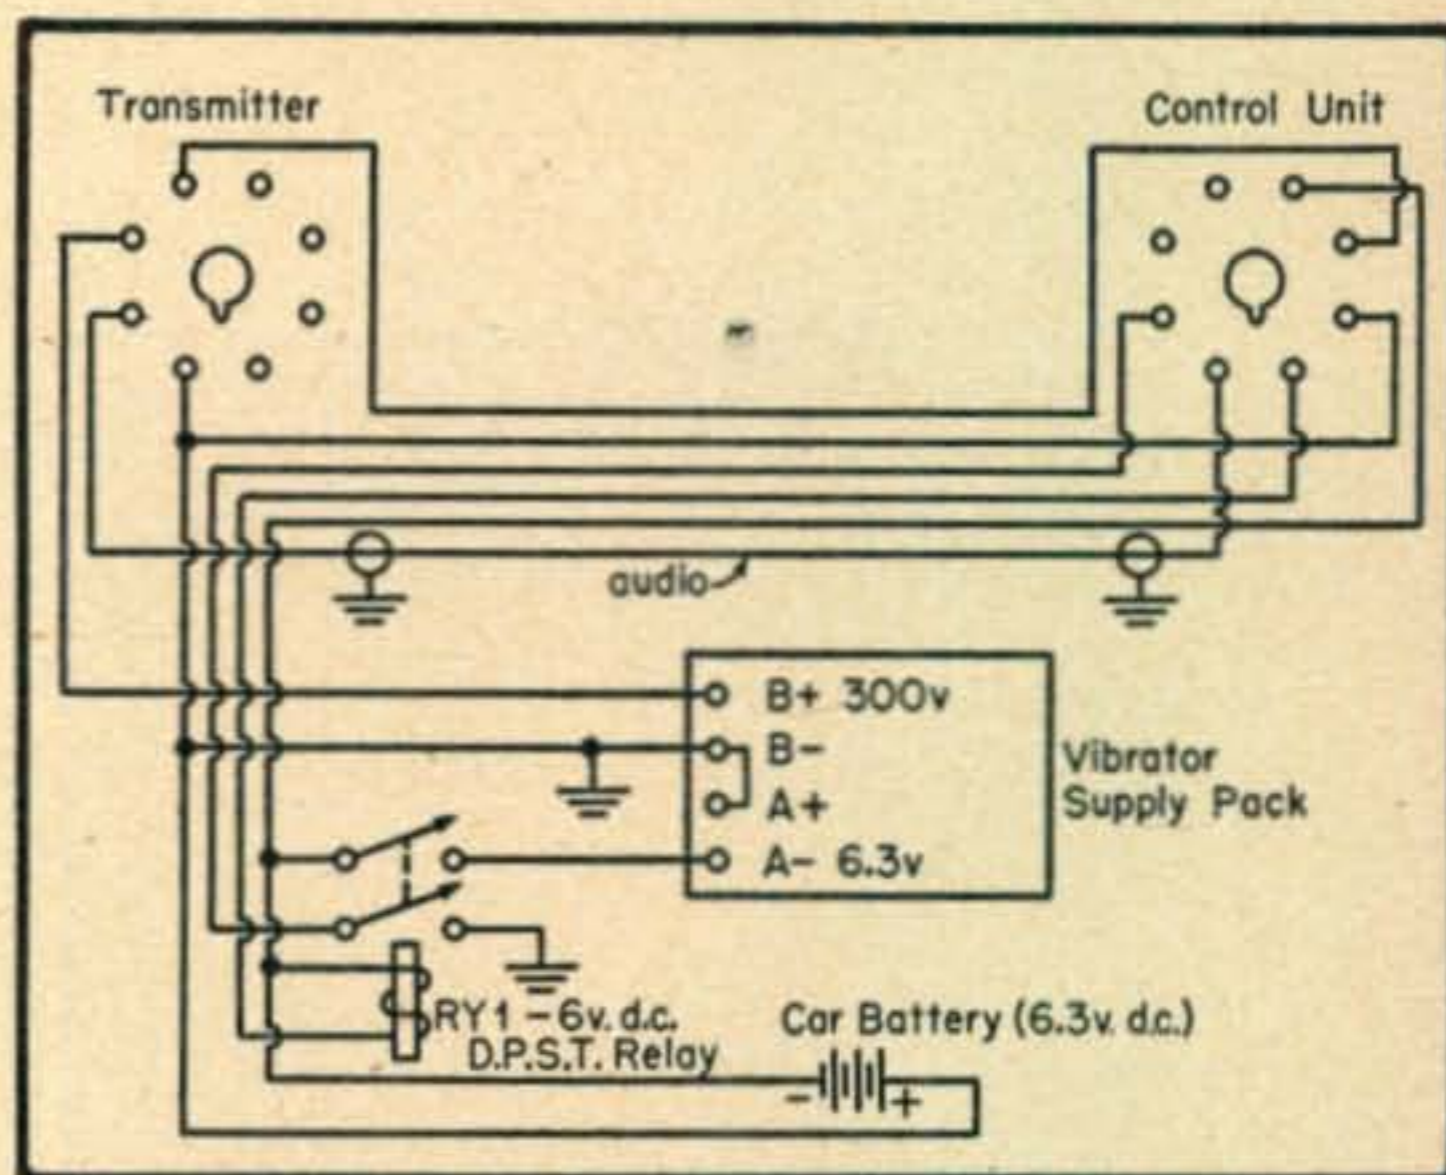 Transmitter
Control Unit
audio
B+ 300v
B-
A+
A- 6.3v
Vibrator
Supply Pack
RY1 - 6v. d.c.
D.P.S.T. Relay
Car Battery (6.3v. d.c.)
- +